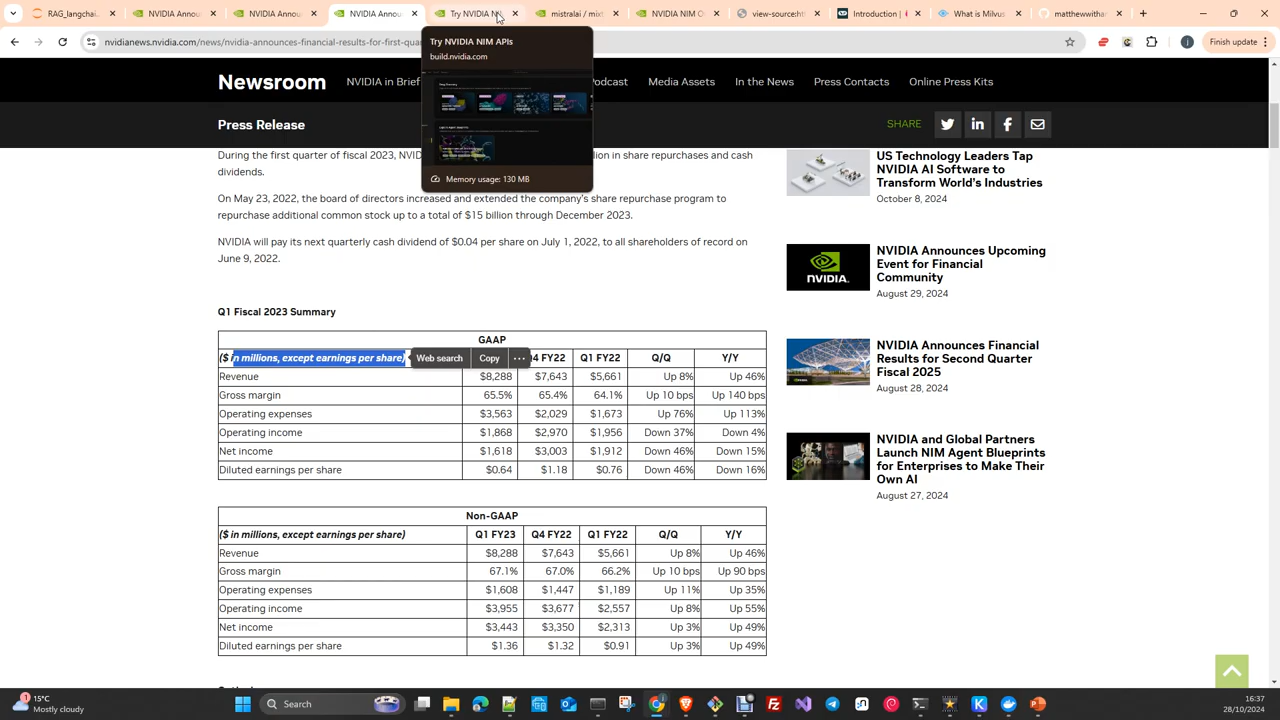 RAG_langchai...
NVIDIA Announ
NVIDIA Announ
NVIDIA Announ
Try NVIDIA NI
mistralai / mixt
NVIDIA NIM O
view-source:htt
Introduction |
What is Milvus
matthewwitha
nvidianews.nvidia.com/news/nvidia-announces-financial-results-for-first-qua
Finish update
Try NVIDIA NIM APIs
build.nvidia.com
Memory usage: 130 MB
Newsroom
NVIDIA in Brief
Podcast
Media Assets
In the News
Press Contacts
Online Press Kits
Press Release
SHARE
During the first quarter of fiscal 2023, NVID
ion in share repurchases and cash
dividends.
On May 23, 2022, the board of directors increased and extended the company's share repurchase program to
repurchase additional common stock up to a total of $15 billion through December 2023.
NVIDIA will pay its next quarterly cash dividend of $0.04 per share on July 1, 2022, to all shareholders of record on
June 9, 2022.
Q1 Fiscal 2023 Summary
GAAP
($ in millions, except earnings per share) Web search Copy ... Q4 FY22 Q1 FY22 Q/Q Y/Y
Revenue $8,288 $7,643 $5,661 Up 8% Up 46%
Gross margin 65.5% 65.4% 64.1% Up 10 bps Up 140 bps
Operating expenses $3,563 $2,029 $1,673 Up 76% Up 113%
Operating income $1,868 $2,970 $1,956 Down 37% Down 4%
Net income $1,618 $3,003 $1,912 Down 46% Down 15%
Diluted earnings per share $0.64 $1.18 $0.76 Down 46% Down 16%
Non-GAAP
($ in millions, except earnings per share) Q1 FY23 Q4 FY22 Q1 FY22 Q/Q Y/Y
Revenue $8,288 $7,643 $5,661 Up 8% Up 46%
Gross margin 67.1% 67.0% 66.2% Up 10 bps Up 90 bps
Operating expenses $1,608 $1,447 $1,189 Up 11% Up 35%
Operating income $3,955 $3,677 $2,557 Up 8% Up 55%
Net income $3,443 $3,350 $2,313 Up 3% Up 49%
Diluted earnings per share $1.36 $1.32 $0.91 Up 3% Up 49%
US Technology Leaders Tap
NVIDIA AI Software to
Transform World's Industries
October 8, 2024
NVIDIA.
NVIDIA Announces Upcoming
Event for Financial
Community
August 29, 2024
NVIDIA Announces Financial
Results for Second Quarter
Fiscal 2025
August 28, 2024
NVIDIA and Global Partners
Launch NIM Agent Blueprints
for Enterprises to Make Their
Own AI
August 27, 2024
15°C
Mostly cloudy
Search
16:37
28/10/2024